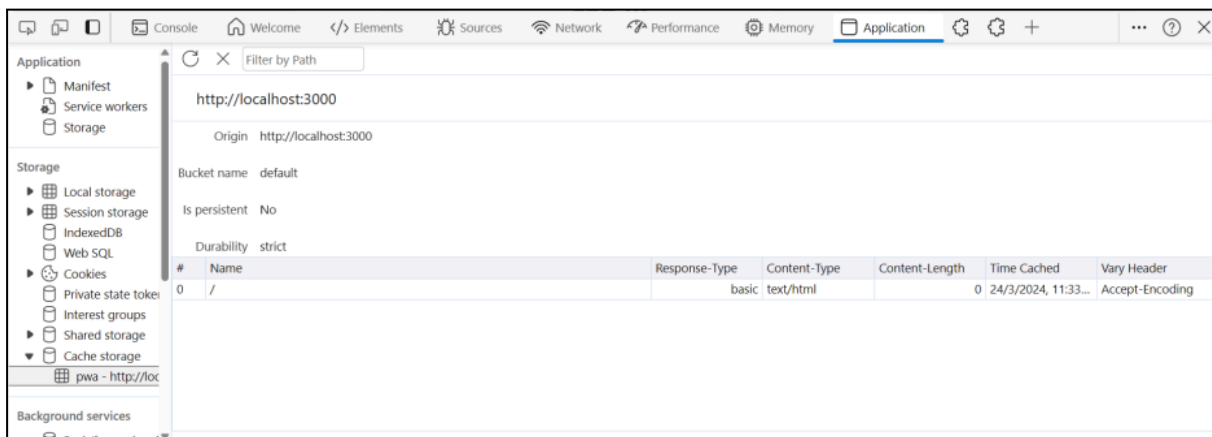 Console Welcome </> Elements Sources Network Performance Memory Application
Application
Manifest
Service workers
Storage
Storage
Local storage
Session storage
IndexedDB
Web SQL
Cookies
Private state toke
Interest groups
Shared storage
Cache storage
pwa - http://loc
Background services
Filter by Path
http://localhost:3000
Origin http://localhost:3000
Bucket name default
Is persistent No
Durability strict
# Name Response-Type Content-Type Content-Length Time Cached Vary Header
0 / basic text/html 0 24/3/2024, 11:33... Accept-Encoding